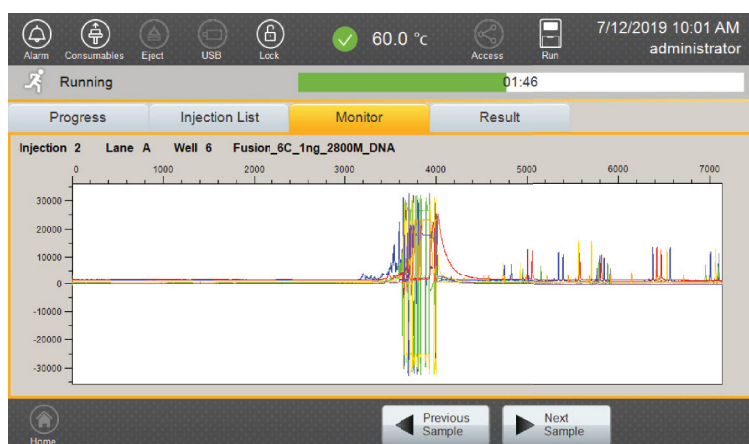 60.0 °c
7/12/2019 10:01 AM
administrator
Alarm Consumables Eject USB Lock Access Run
Running 01:46
Progress Injection List Monitor Result
Injection 2 Lane A Well 6 Fusion_6C_1ng_2800M_DNA
0 1000 2000 3000 4000 5000 6000 7000
30000
20000
10000
0
-10000
-20000
-30000
Previous
Sample
Next
Sample
Home